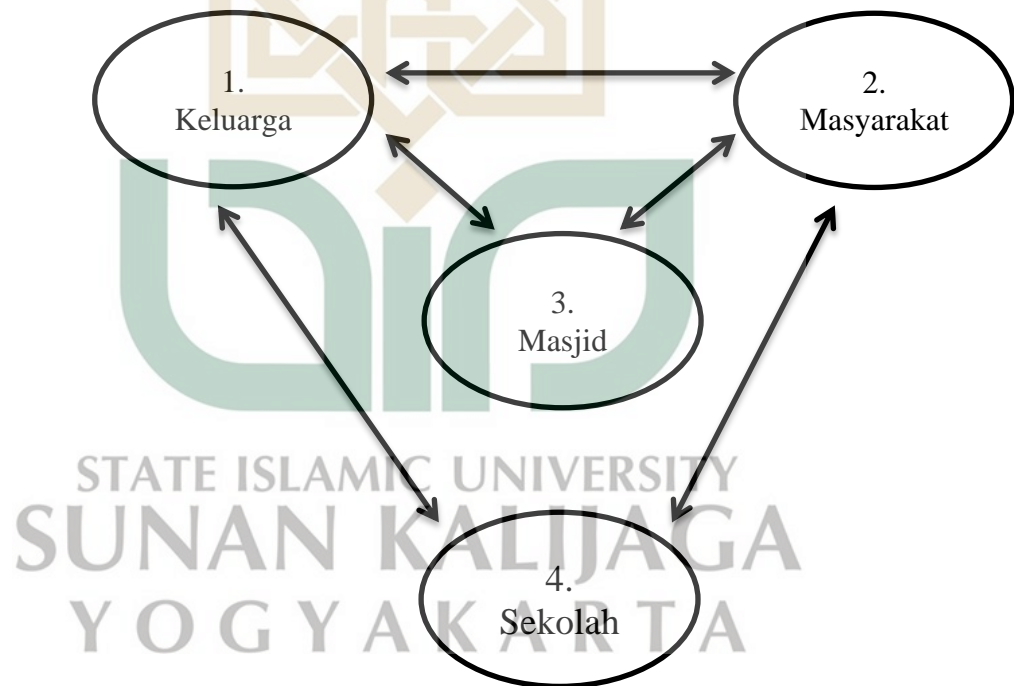 1.
Keluarga
2.
Masyarakat
3.
Masjid
STATE ISLAMIC UNIVERSITY
SUNAN KALIJAGA
YOGYAKARTA
4.
Sekolah